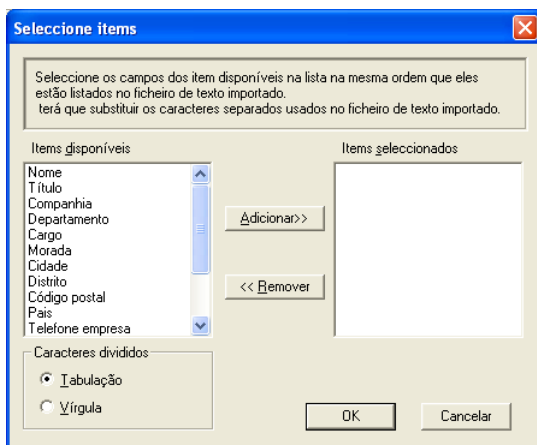 Seleccione items
Seleccione os campos dos item disponíveis na lista na mesma ordem que eles
estão listados no ficheiro de texto importado.
terá que substituir os caracteres separados usados no ficheiro de texto importado.
Items disponíveis
Items seleccionados
Nome
Título
Companhia
Departamento
Cargo
Morada
Cidade
Distrito
Código postal
Pais
Telefone empresa
Adicionar>>
<< Remover
Caracteres divididos
Tabulação
Vírgula
OK
Cancelar